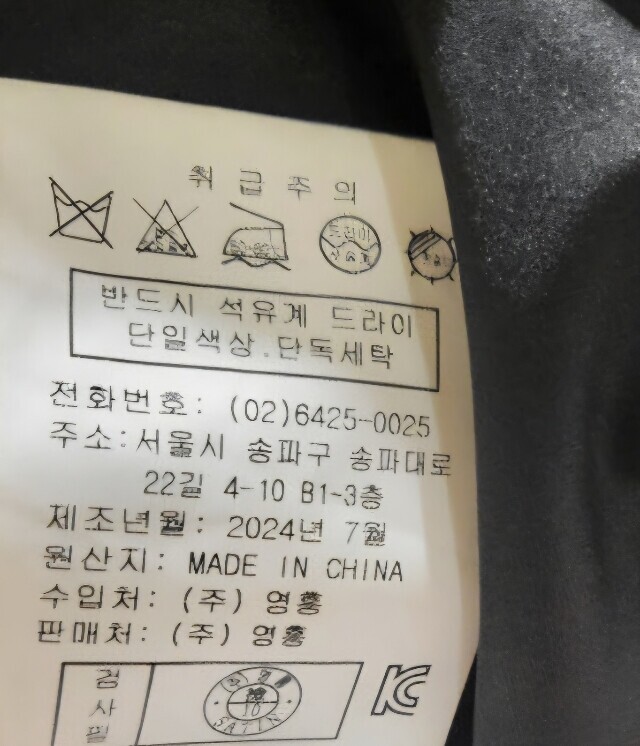 취급주의
드라이
반드시 석유계 드라이
단일색상.단독세탁
전화번호: (02)6425-0025
주소:서울시 송파구 송파대로
22길 4-10 B1-3층
제조년월: 2024년 7월
원산지: MADE IN CHINA
수입처: (주) 영흥
판매처: (주) 영흥
검사필
SATIN
KC